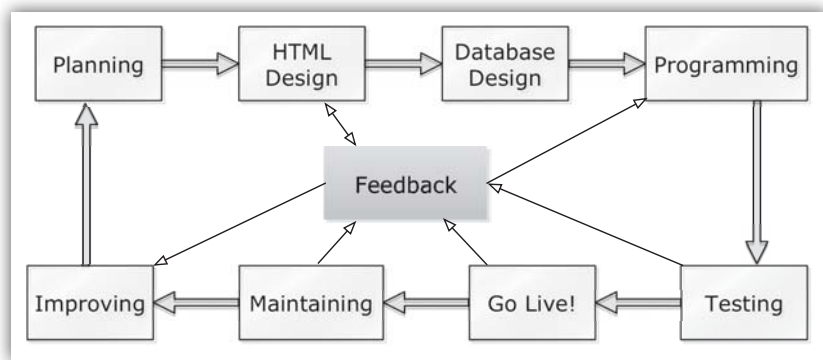 Planning
HTML
Design
Database
Design
Programming
Feedback
Improving
Maintaining
Go Live!
Testing